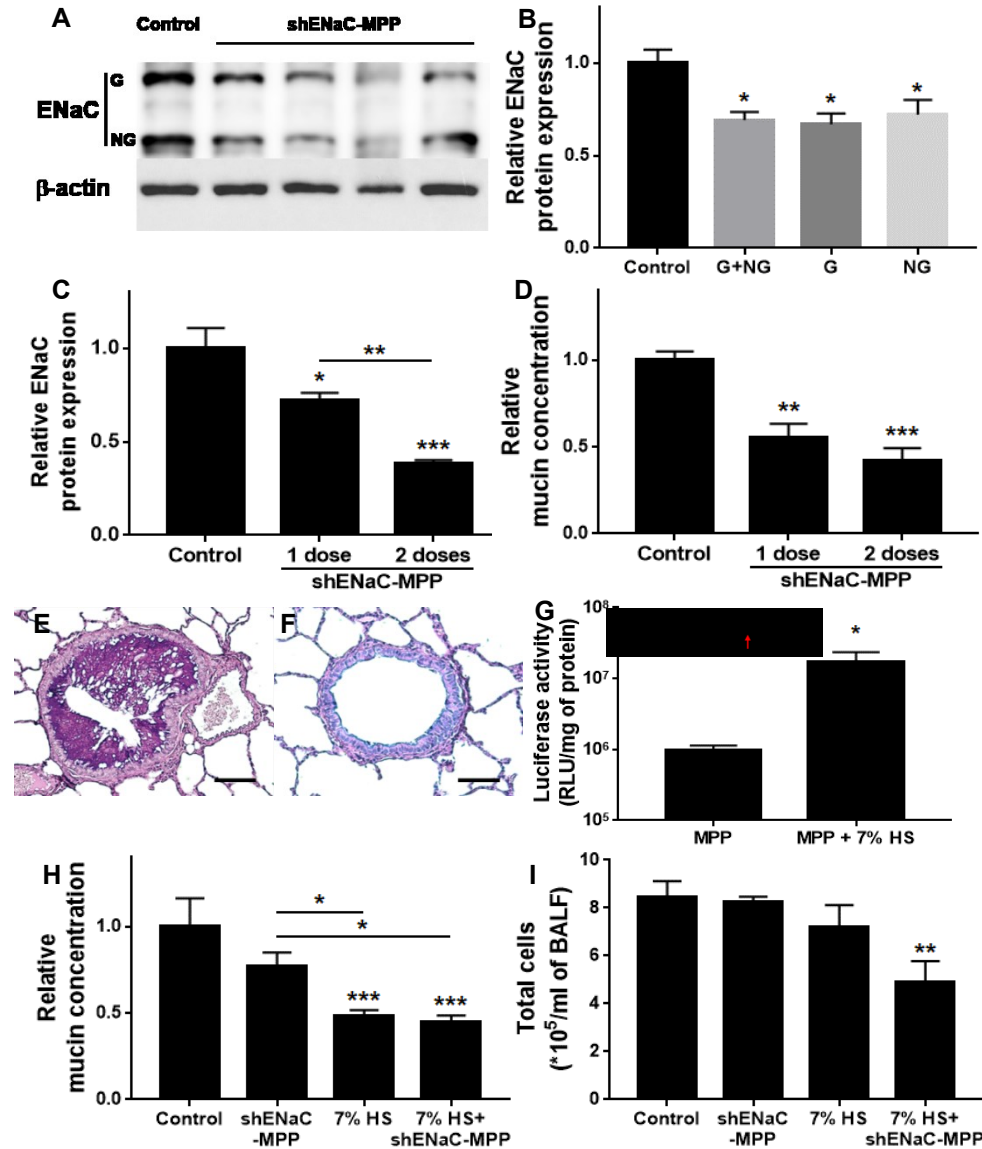 A
Control
shENaC-MPP
G
ENaC
NG
β-actin
B
Relative ENaC
protein expression
1.0
0.5
0.0
*
*
*
Control
G+NG
G
NG
C
Relative ENaC
protein expression
1.0
0.5
0.0
**
*
***
Control
1 dose
2 doses
shENaC-MPP
D
Relative
mucin concentration
1.0
0.5
0.0
**
***
Control
1 dose
2 doses
shENaC-MPP
E
F
G
Luciferase activity
(RLU/mg of protein)
10⁸
10⁷
10⁶
10⁵
*
MPP
MPP + 7% HS
H
Relative
mucin concentration
1.0
0.5
0.0
*
*
***
***
Control
shENaC
-MPP
7% HS
7% HS+
shENaC-MPP
I
Total cells
(*10⁵/ml of BALF)
10
8
6
4
2
0
**
Control
shENaC
-MPP
7% HS
7% HS+
shENaC-MPP